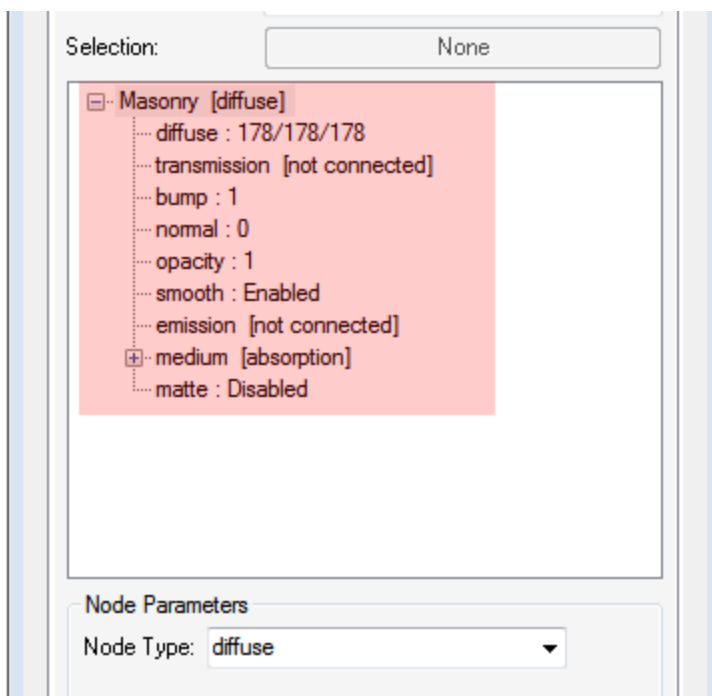 Selection: None
Masonry [diffuse]
diffuse : 178/178/178
transmission [not connected]
bump : 1
normal : 0
opacity : 1
smooth : Enabled
emission [not connected]
medium [absorption]
matte : Disabled
Node Parameters
Node Type: diffuse